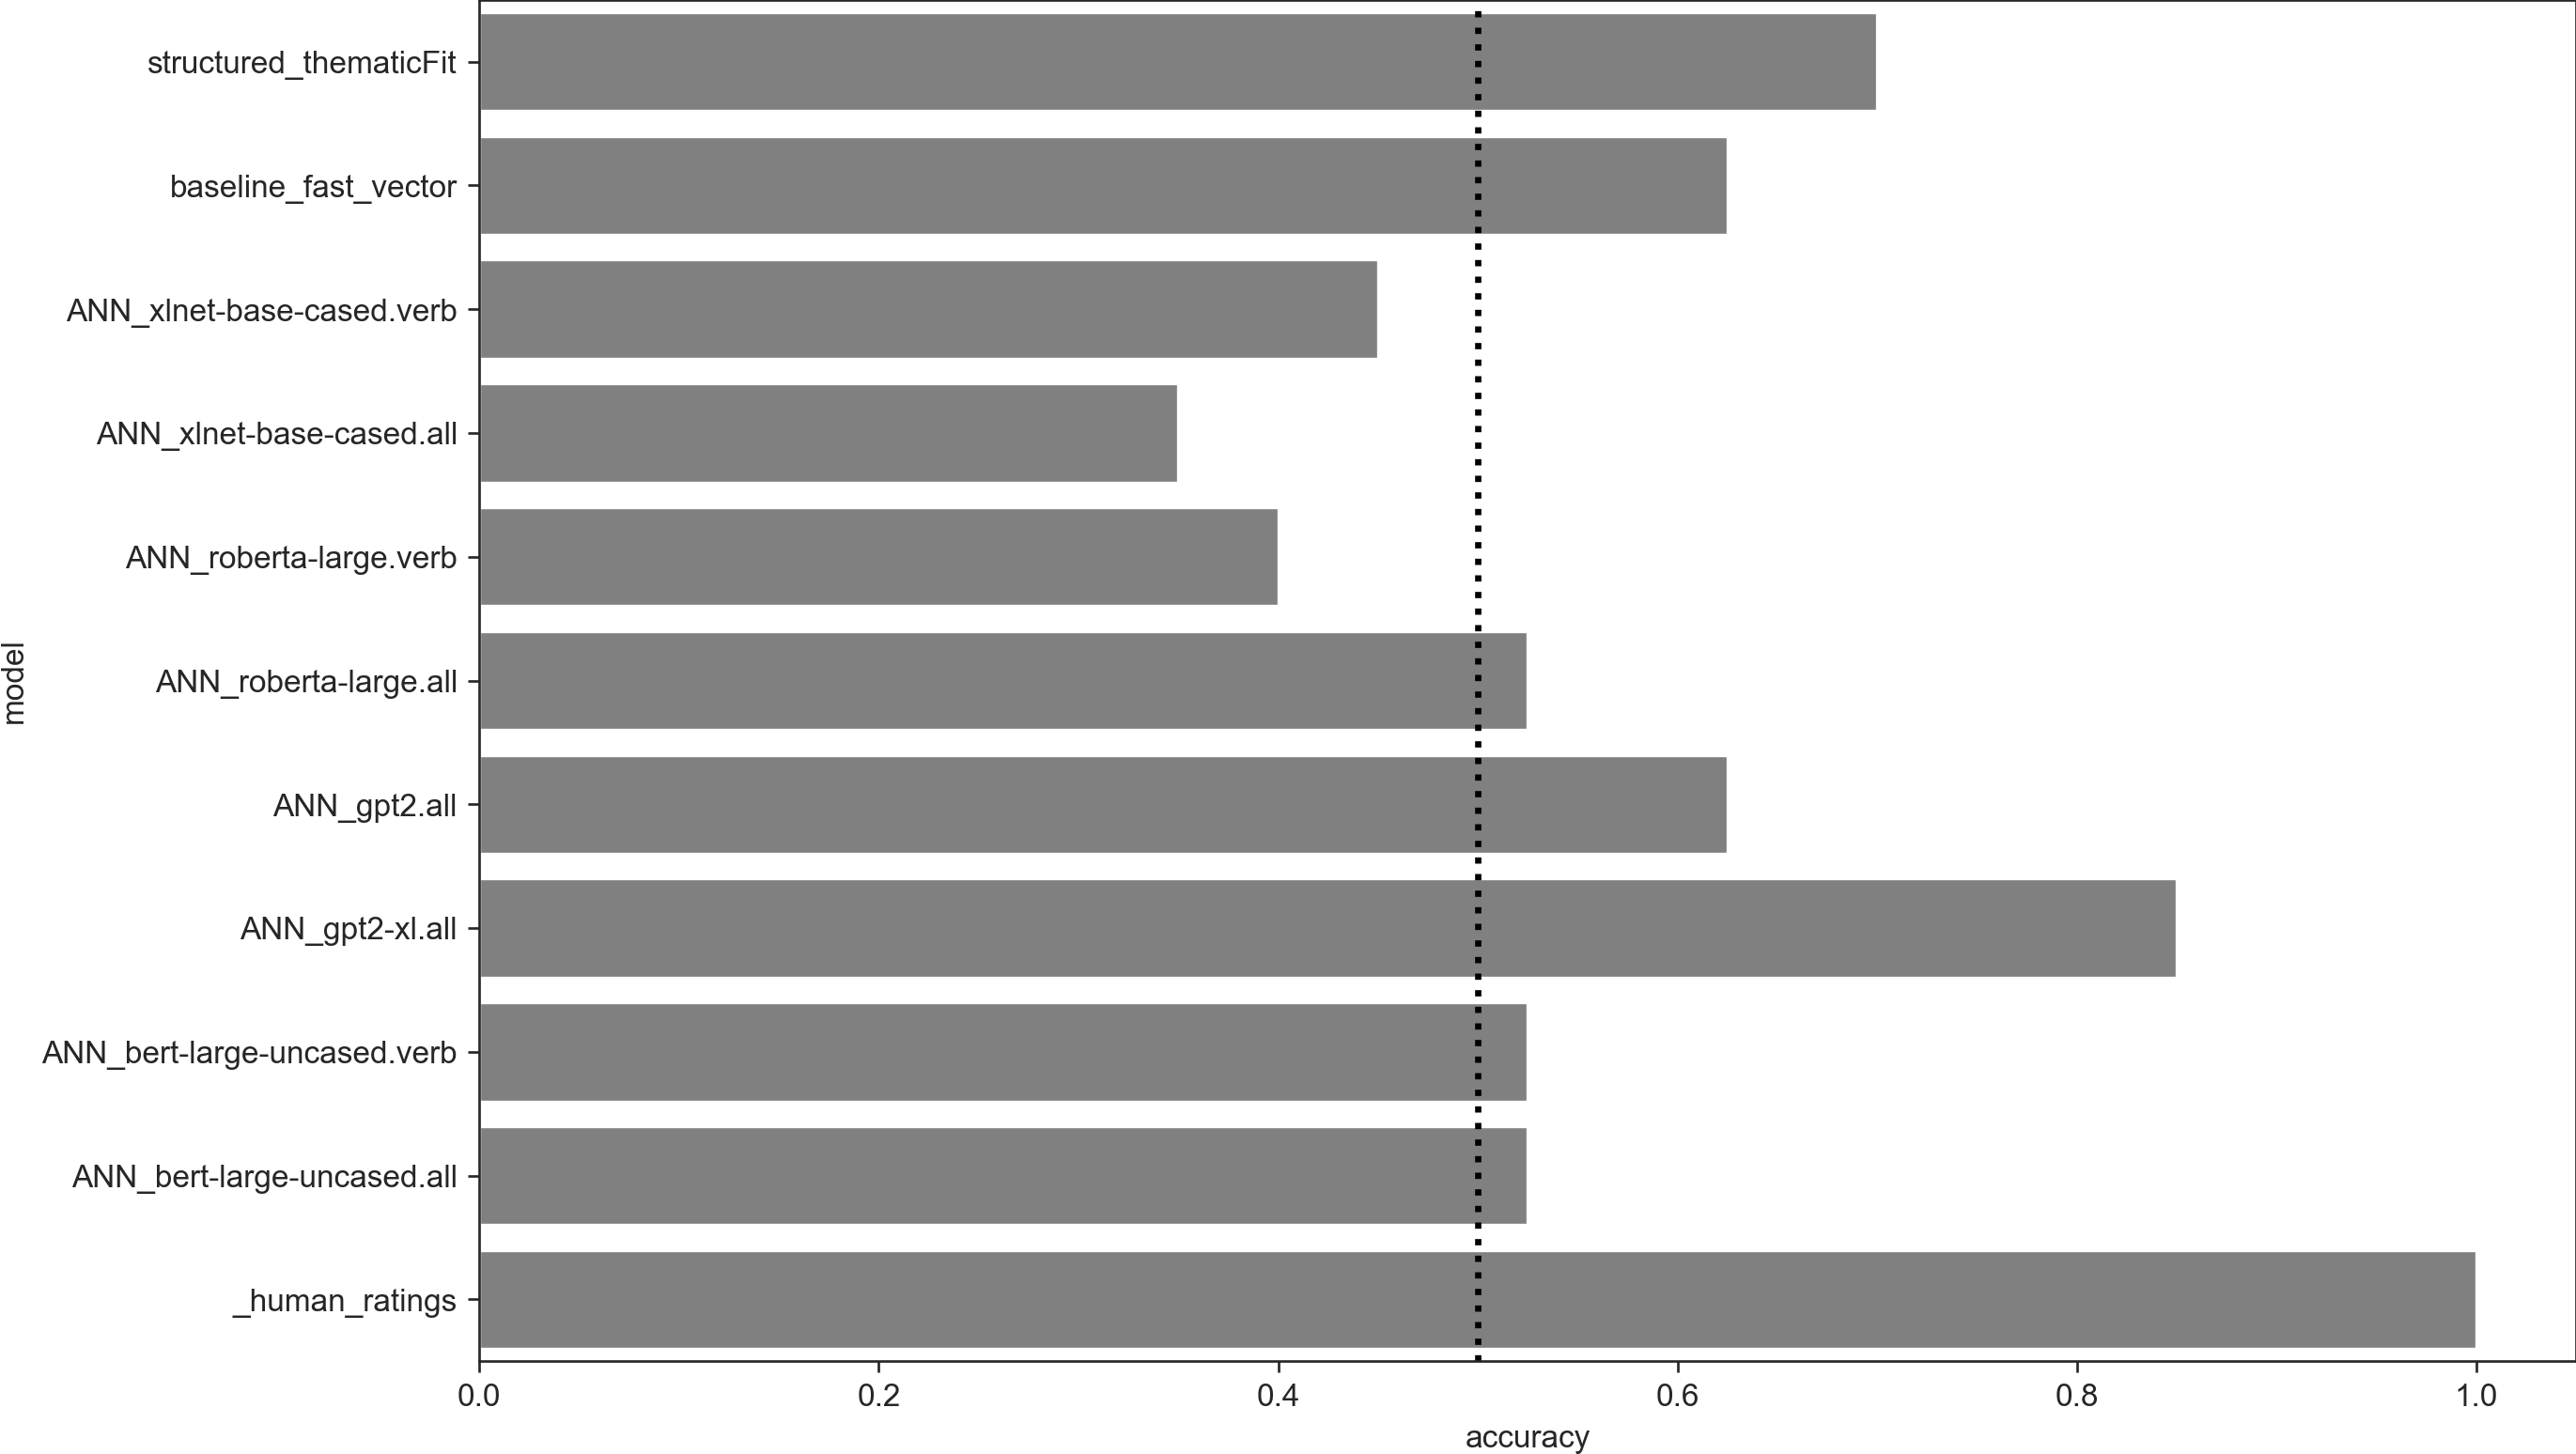 structured_thematicFit
baseline_fast_vector
ANN_xlnet-base-cased.verb
ANN_xlnet-base-cased.all
ANN_roberta-large.verb
ANN_roberta-large.all
model
ANN_gpt2.all
ANN_gpt2-xl.all
ANN_bert-large-uncased.verb
ANN_bert-large-uncased.all
_human_ratings
0.0 0.2 0.4 0.6 0.8 1.0
accuracy